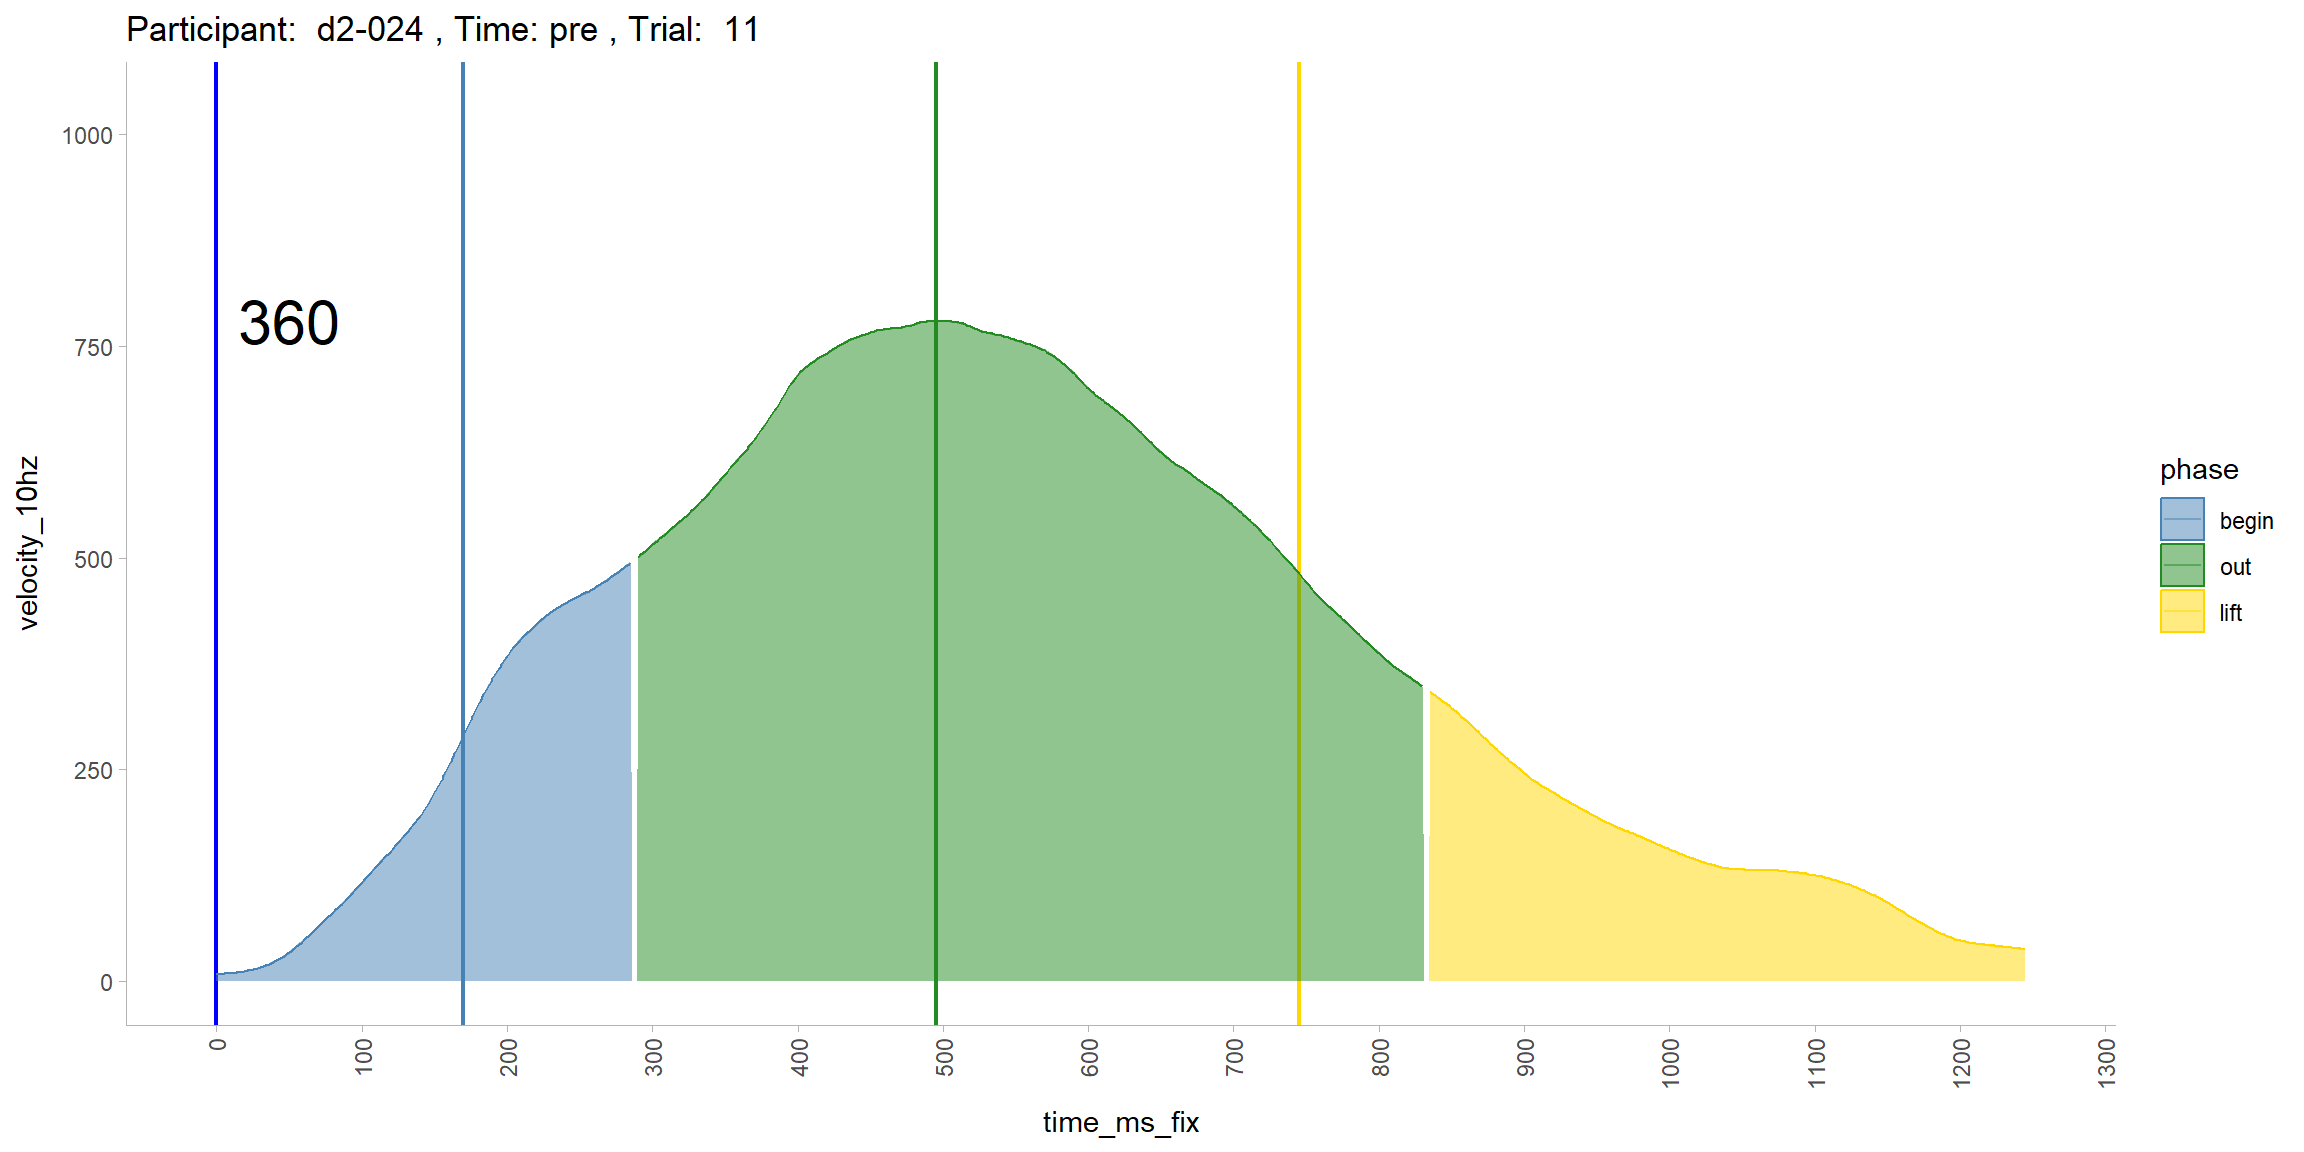 Participant:  d2-024 , Time: pre , Trial:  11
1000
750
500
250
0
velocity_10hz
360
0
100
200
300
400
500
600
700
800
900
1000
1100
1200
1300
time_ms_fix
phase
begin
out
lift